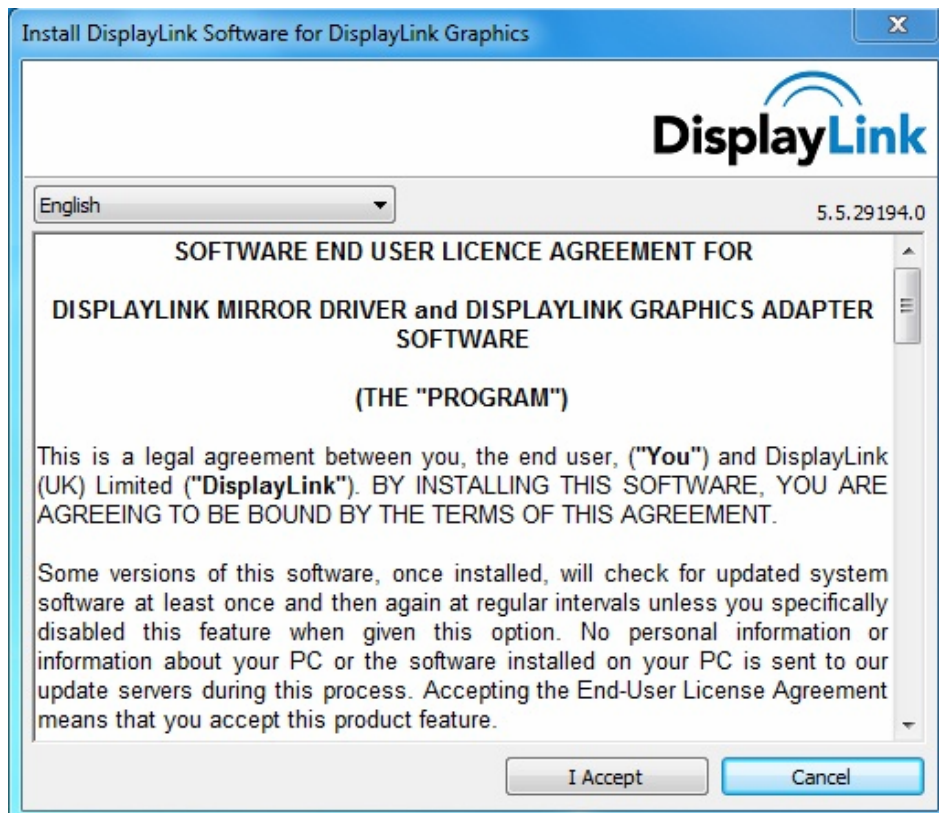 Install DisplayLink Software for DisplayLink Graphics
DisplayLink
English
5.5.29194.0
SOFTWARE END USER LICENCE AGREEMENT FOR
DISPLAYLINK MIRROR DRIVER and DISPLAYLINK GRAPHICS ADAPTER
SOFTWARE
(THE "PROGRAM")
This is a legal agreement between you, the end user, ("You") and DisplayLink
(UK) Limited ("DisplayLink"). BY INSTALLING THIS SOFTWARE, YOU ARE
AGREEING TO BE BOUND BY THE TERMS OF THIS AGREEMENT.
Some versions of this software, once installed, will check for updated system
software at least once and then again at regular intervals unless you specifically
disabled this feature when given this option. No personal information or
information about your PC or the software installed on your PC is sent to our
update servers during this process. Accepting the End-User License Agreement
means that you accept this product feature.
I Accept
Cancel